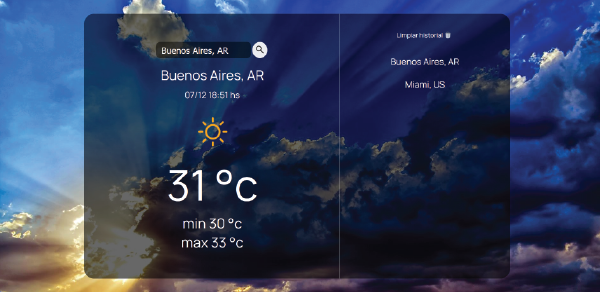 Buenos Aires, AR
Buenos Aires, AR
07/12 18:51 hs
31 °c
min 30 °c
max 33 °c
Limpiar historial
Buenos Aires, AR
Miami, US